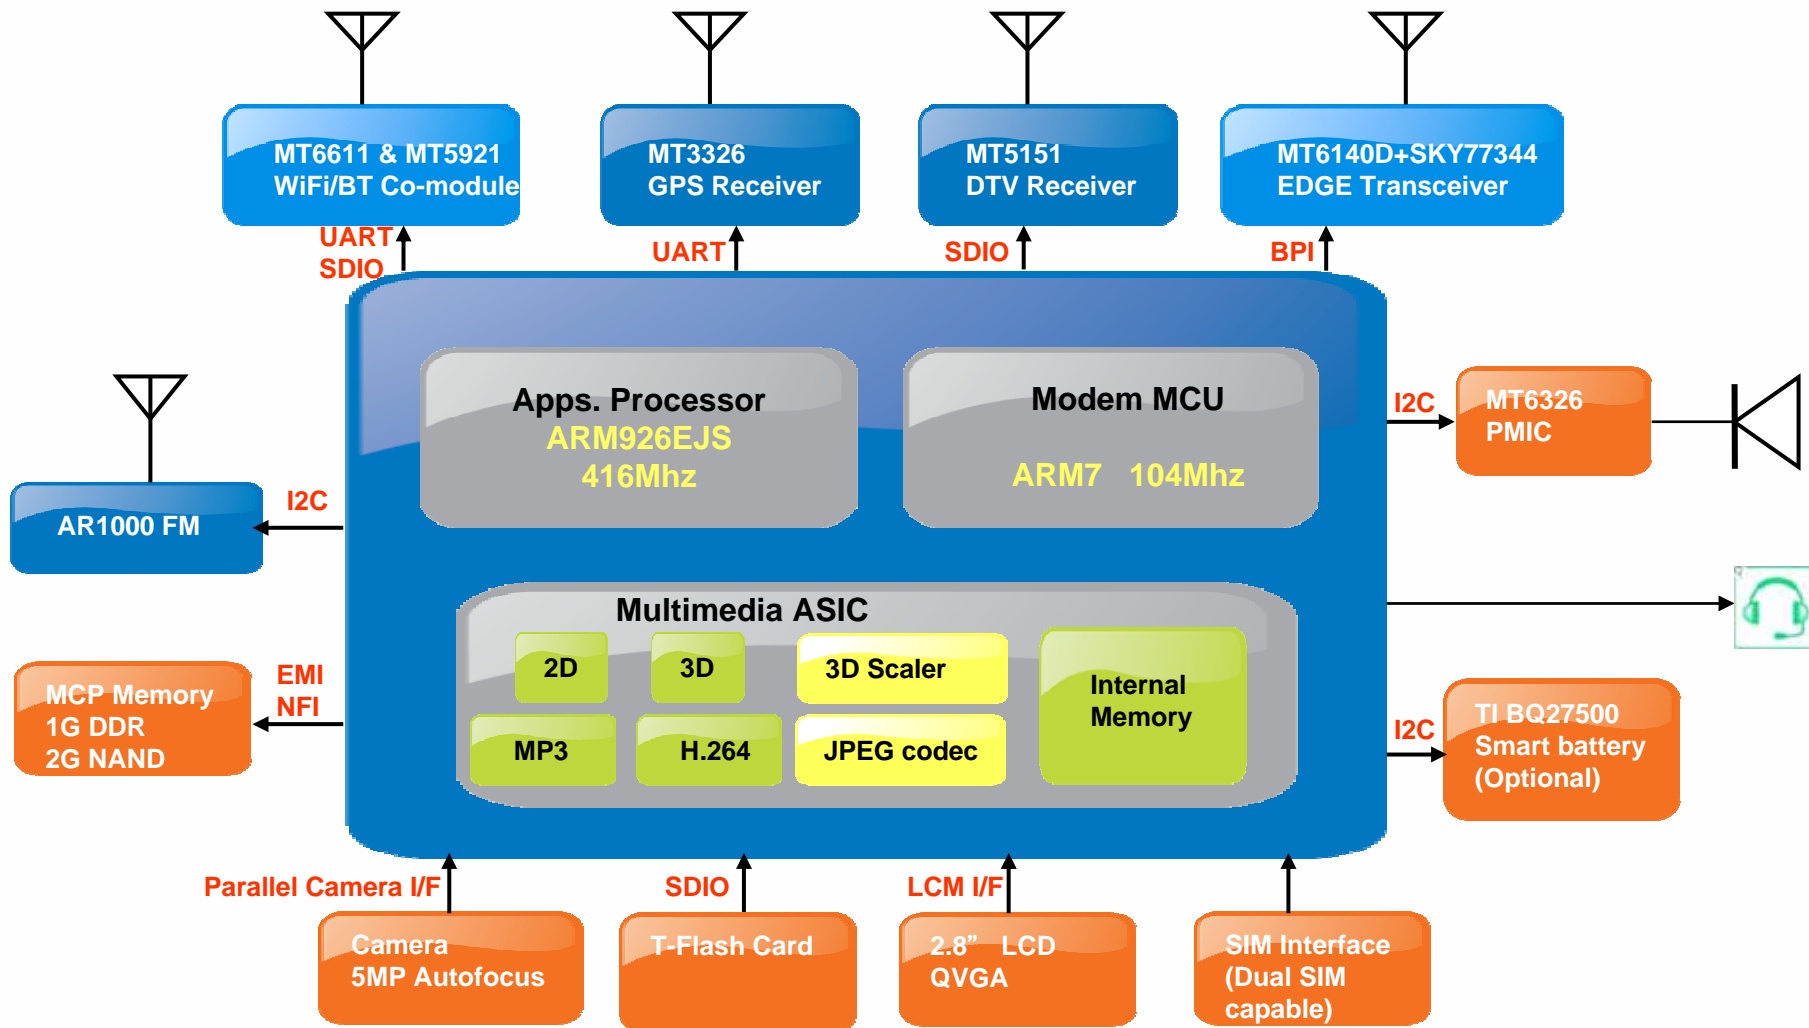 MT6611 & MT5921
WiFi/BT Co-module
MT3326
GPS Receiver
MT5151
DTV Receiver
MT6140D+SKY77344
EDGE Transceiver
UART
SDIO
UART
SDIO
BPI
Apps. Processor
ARM926EJS
416Mhz
Modem MCU
ARM7 104Mhz
I2C
MT6326
PMIC
I2C
AR1000 FM
Multimedia ASIC
2D
3D
3D Scaler
MP3
H.264
JPEG codec
Internal
Memory
EMI
NFI
MCP Memory
1G DDR
2G NAND
I2C
TI BQ27500
Smart battery
(Optional)
Parallel Camera I/F
SDIO
LCM I/F
Camera
5MP Autofocus
T-Flash Card
2.8” LCD
QVGA
SIM Interface
(Dual SIM
capable)